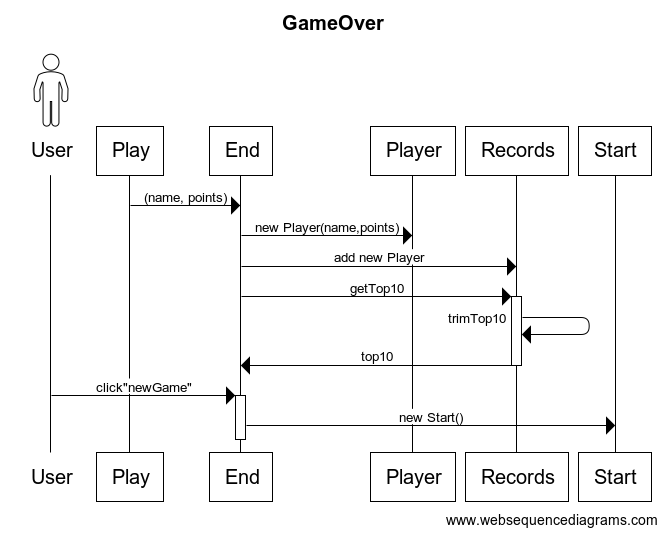 GameOver
User Play End Player Records Start
(name, points)
new Player(name,points)
add new Player
getTop10
trimTop10
top10
click"newGame"
new Start()
User Play End Player Records Start
www.websequencediagrams.com